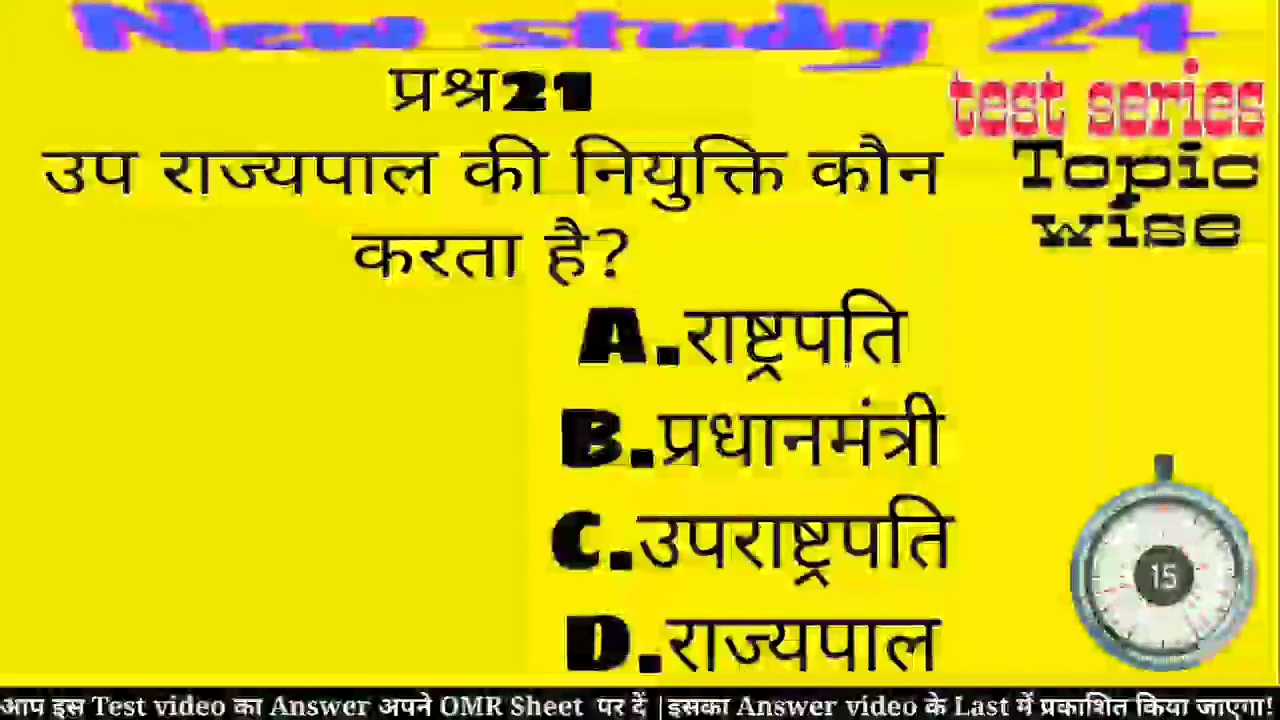 New study 24
प्रश्न21
test series
Topic
wise
उप राज्यपाल की नियुक्ति कौन
करता है?
A.राष्ट्रपति
B.प्रधानमंत्री
C.उपराष्ट्रपति
D.राज्यपाल
15
आप इस Test video का Answer अपने OMR Sheet पर दें |इसका Answer video के Last में प्रकाशित किया जाएगा!